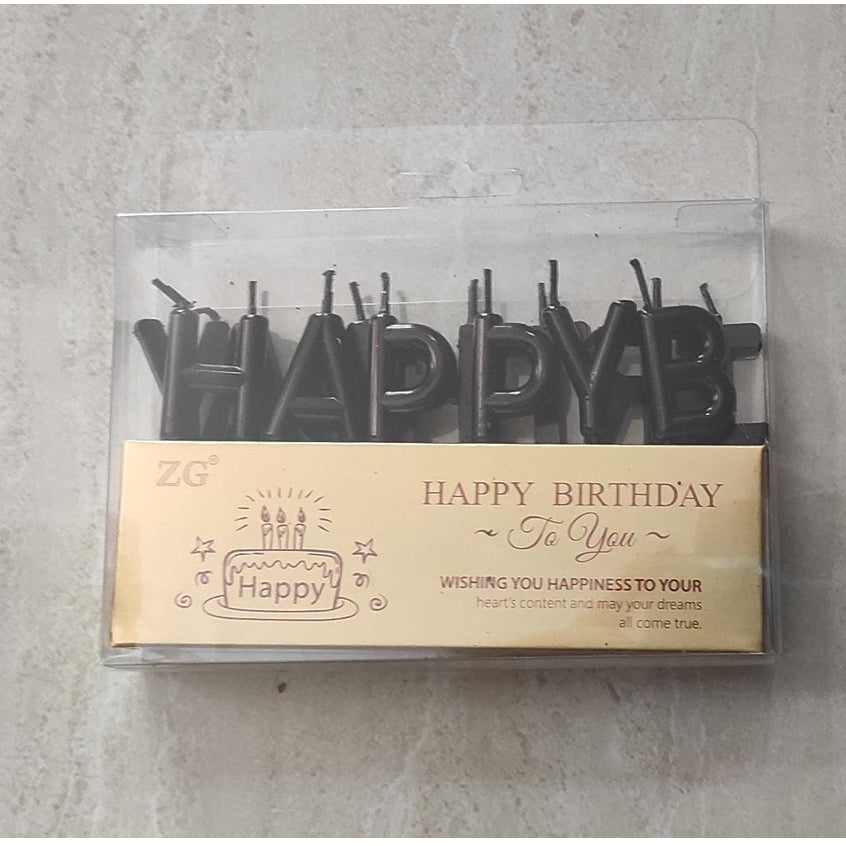 HAPPYB
ZG®
Happy
HAPPY BIRTHDAY
~ To You ~
WISHING YOU HAPPINESS TO YOUR
heart's content and may your dreams
all come true.